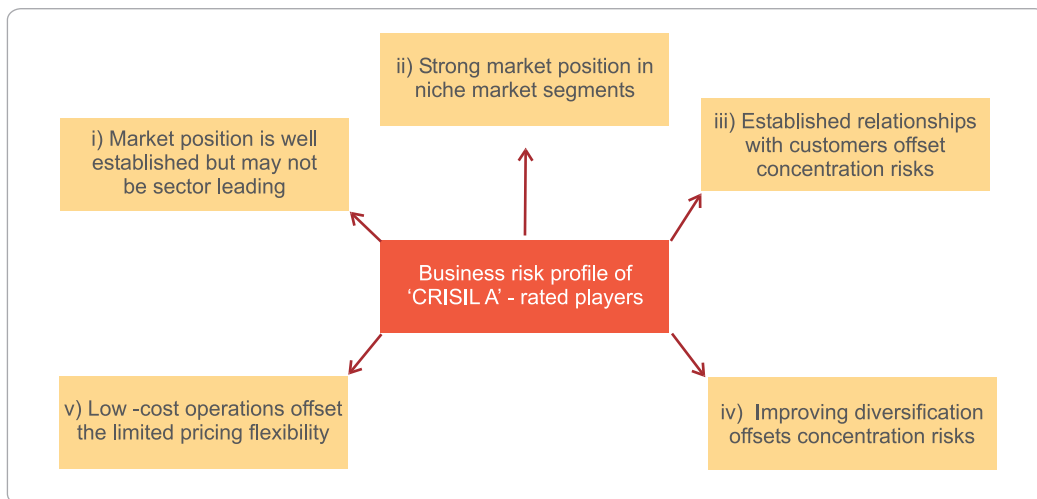 ii) Strong market position in
niche market segments
i) Market position is well
established but may not
be sector leading
iii) Established relationships
with customers offset
concentration risks
Business risk profile of
‘CRISIL A’ - rated players
v) Low -cost operations offset
the limited pricing flexibility
iv) Improving diversification
offsets concentration risks